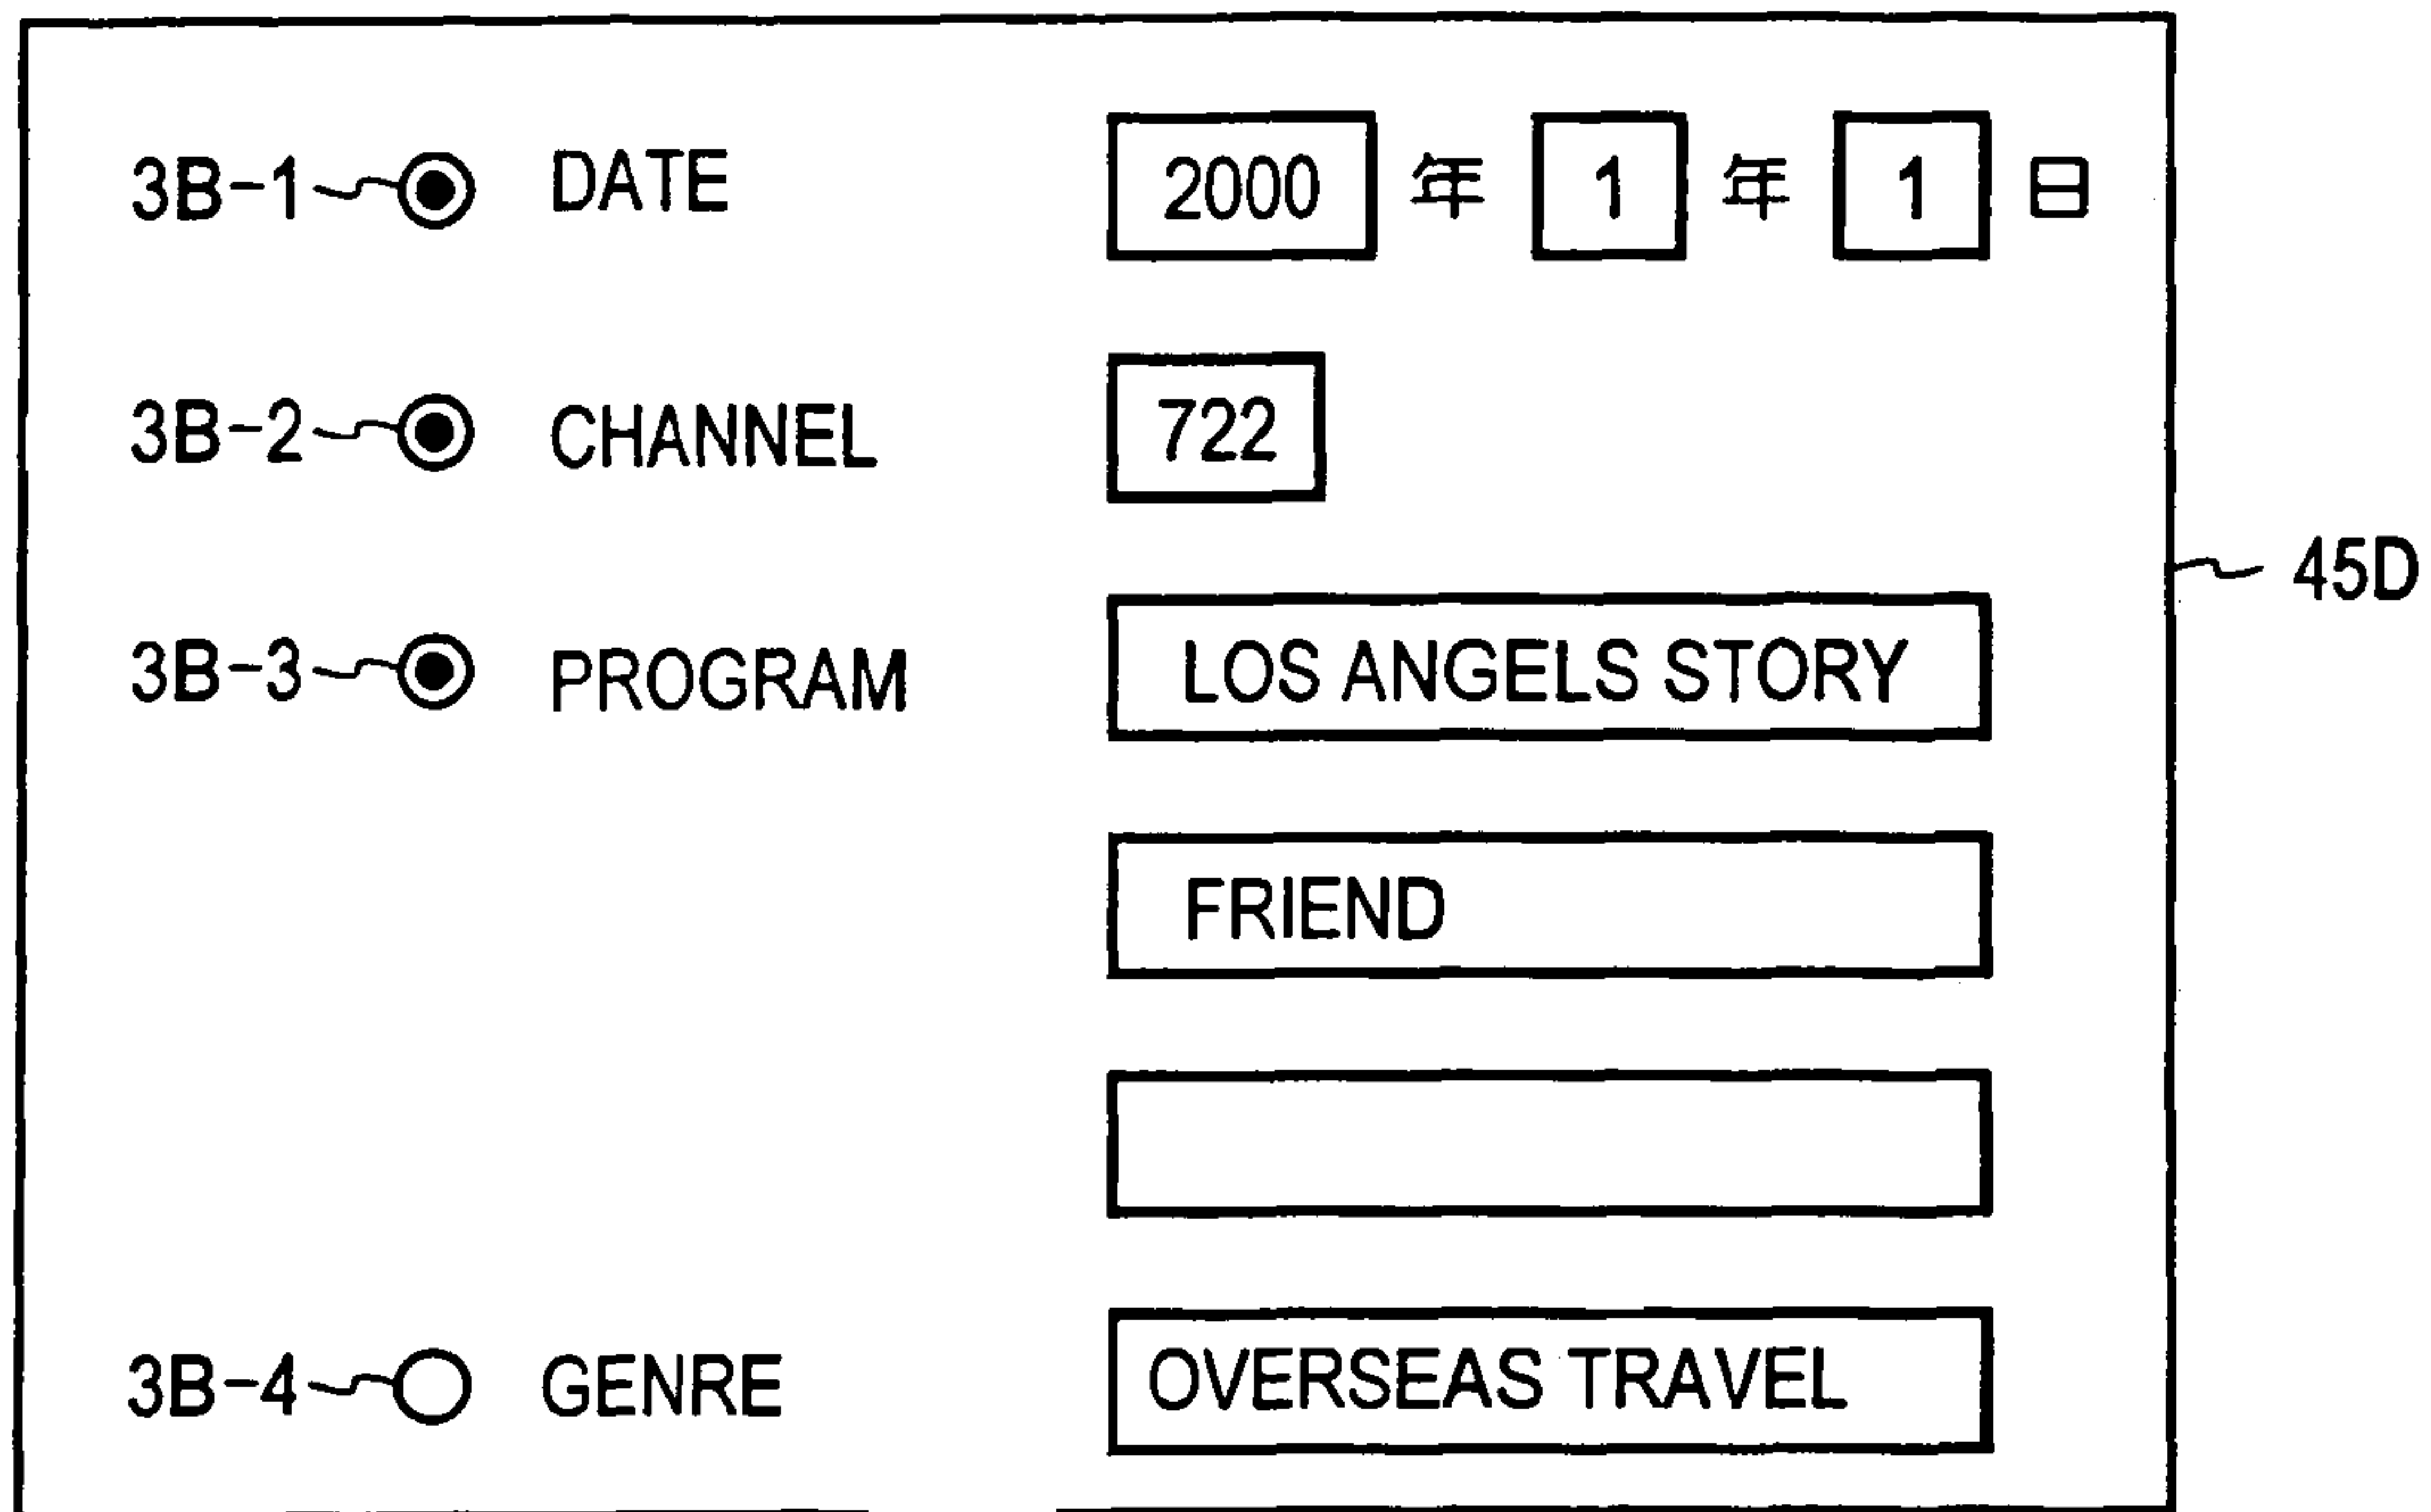 3B-1 DATE 2000 年 1 年 1 日
3B-2 CHANNEL 722
45D
3B-3 PROGRAM LOS ANGELS STORY
FRIEND
3B-4 GENRE OVERSEAS TRAVEL